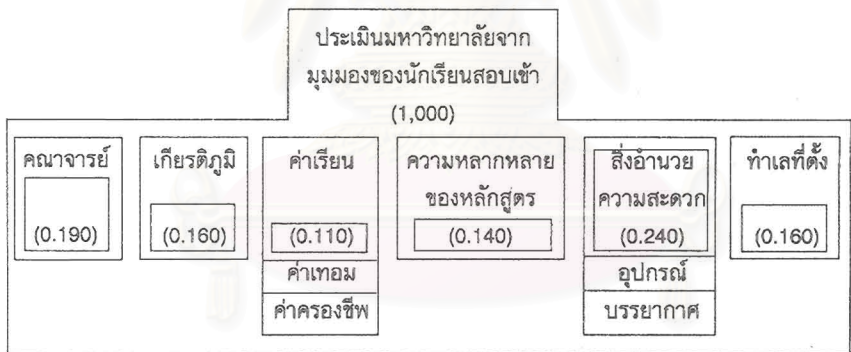 ประเมินมหาวิทยาลัยจาก
มุมมองของนักเรียนสอบเข้า
(1,000)
คณาจารย์
(0.190)
เกียรติภูมิ
(0.160)
ค่าเรียน
(0.110)
ค่าเทอม
ค่าครองชีพ
ความหลากหลาย
ของหลักสูตร
(0.140)
สิ่งอำนวย
ความสะดวก
(0.240)
อุปกรณ์
บรรยากาศ
ทำเลที่ตั้ง
(0.160)